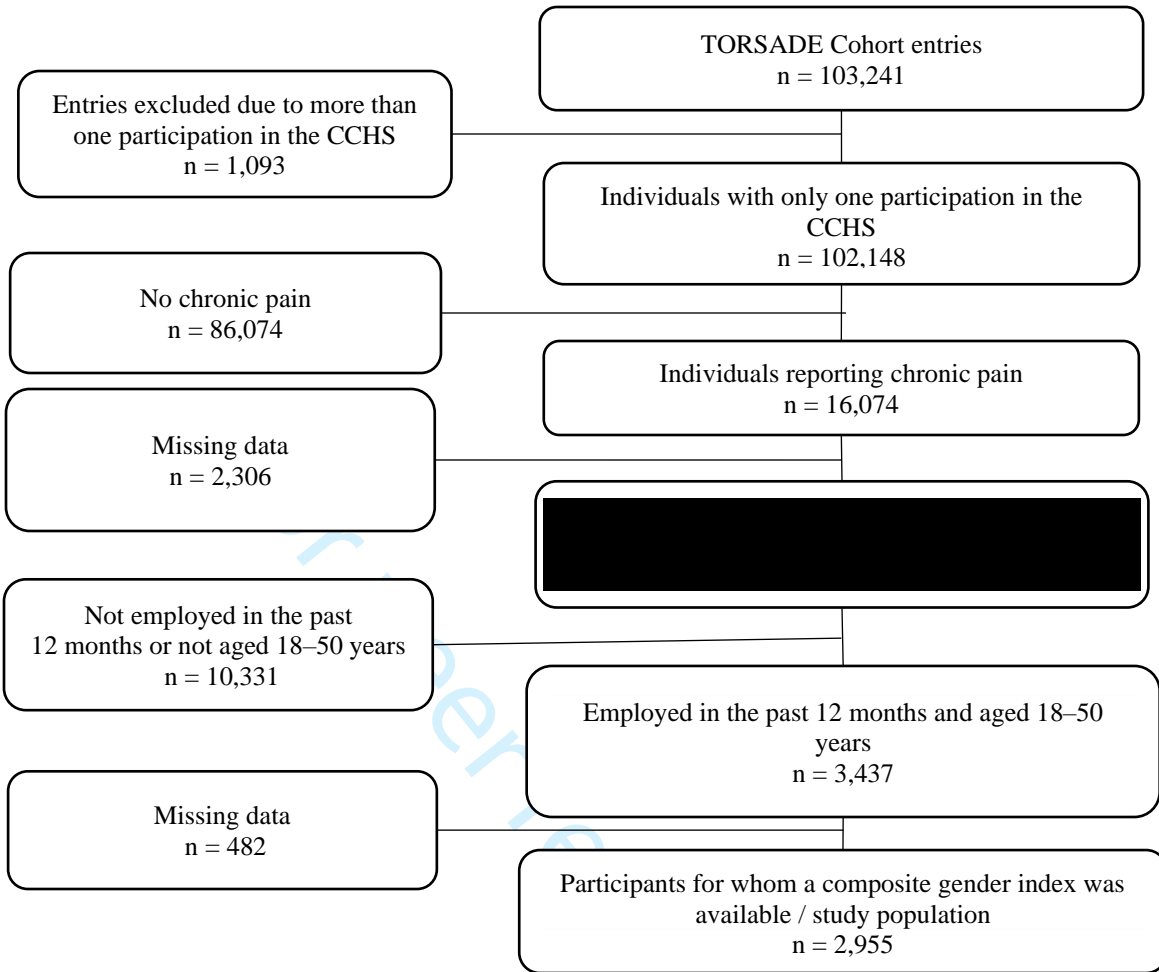 TORSADE Cohort entries
n = 103,241
Entries excluded due to more than
one participation in the CCHS
n = 1,093
Individuals with only one participation in the
CCHS
n = 102,148
No chronic pain
n = 86,074
Individuals reporting chronic pain
n = 16,074
Missing data
n = 2,306
Not employed in the past
12 months or not aged 18–50 years
n = 10,331
Employed in the past 12 months and aged 18–50
years
n = 3,437
Missing data
n = 482
Participants for whom a composite gender index was
available / study population
n = 2,955